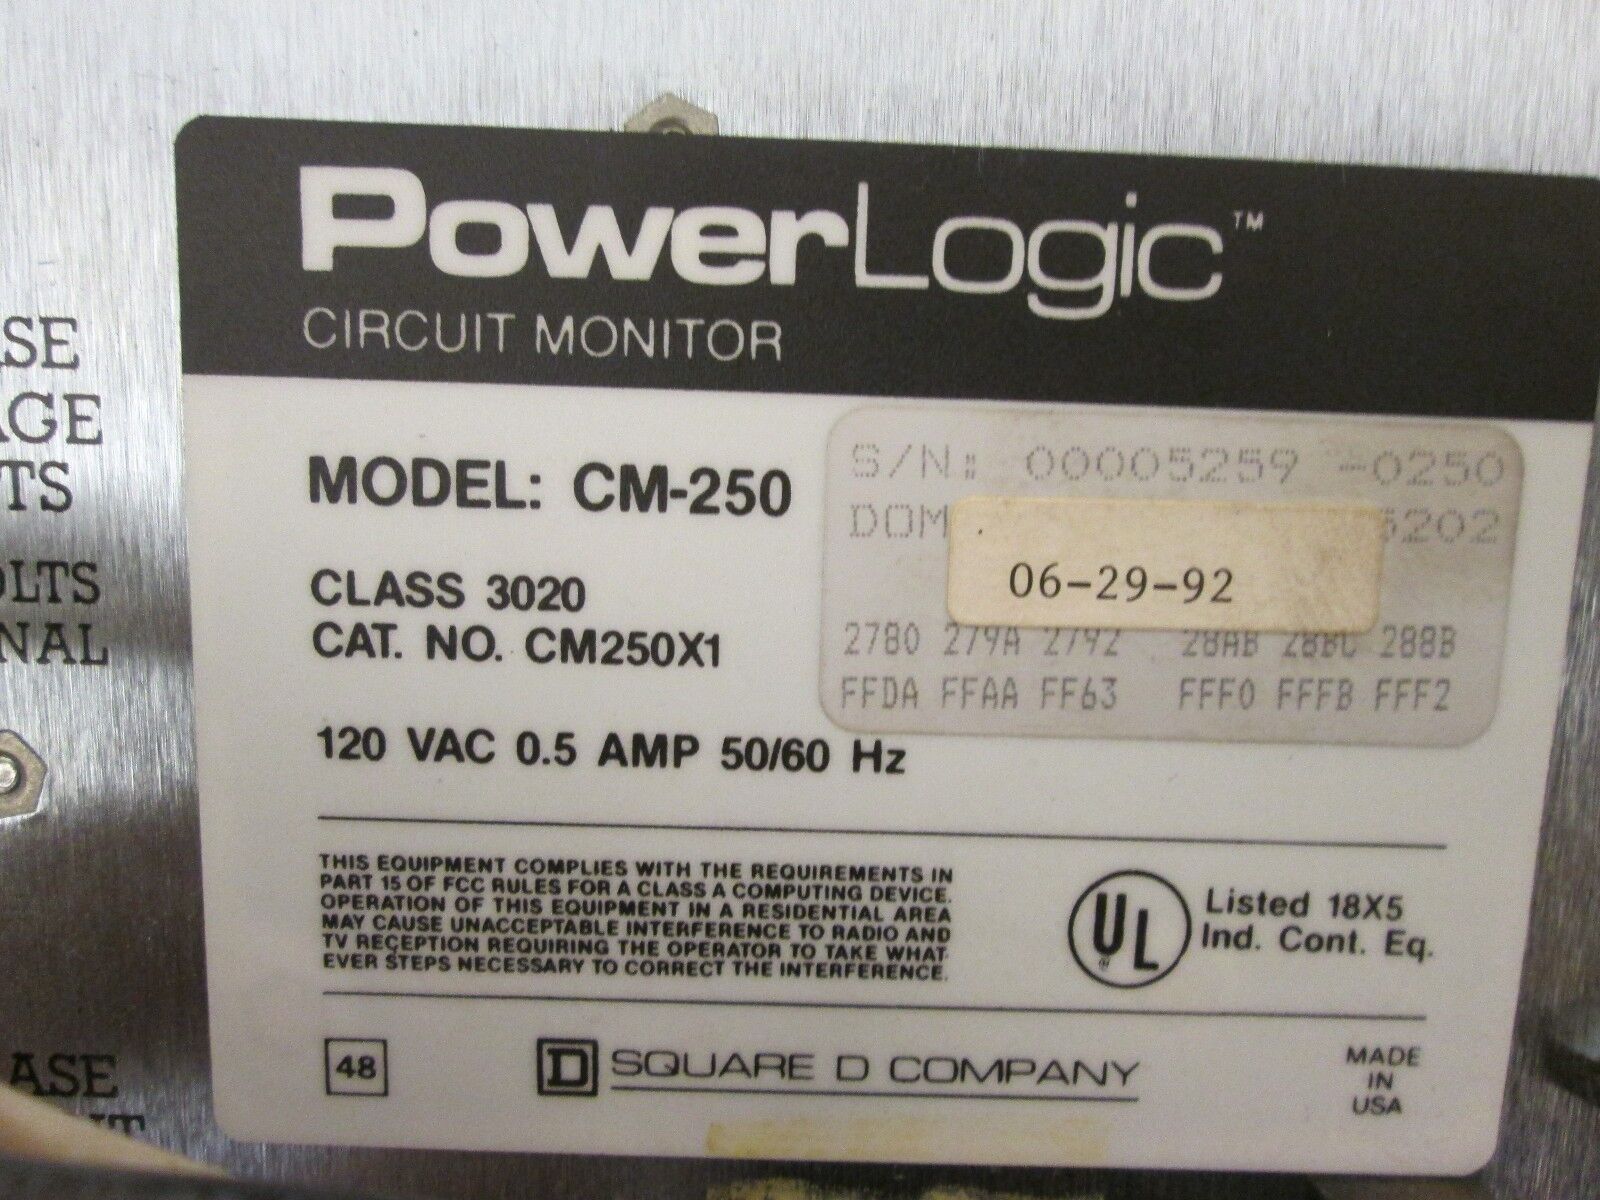 PowerLogic™
CIRCUIT MONITOR
MODEL: CM-250
S/N: 00005259 -0250
DOM 5202
06-29-92
2780 279A 2792 28AB 28BC 288B
FFDA FFAA FF63 FFF0 FFFB FFF2
CLASS 3020
CAT. NO. CM250X1
120 VAC 0.5 AMP 50/60 Hz
THIS EQUIPMENT COMPLIES WITH THE REQUIREMENTS IN
PART 15 OF FCC RULES FOR A CLASS A COMPUTING DEVICE.
OPERATION OF THIS EQUIPMENT IN A RESIDENTIAL AREA
MAY CAUSE UNACCEPTABLE INTERFERENCE TO RADIO AND
TV RECEPTION REQUIRING THE OPERATOR TO TAKE WHAT-
EVER STEPS NECESSARY TO CORRECT THE INTERFERENCE.
UL ®
Listed 18X5
Ind. Cont. Eq.
48
D SQUARE D COMPANY
MADE
IN
USA
SE
AGE
TS
OLTS
NAL
ASE